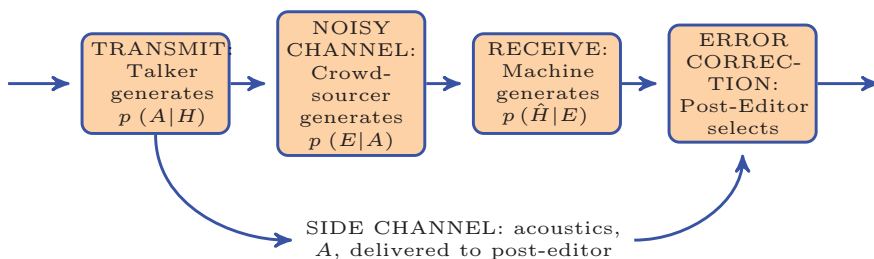 TRANSMIT:
Talker
generates
p (A|H)
NOISY
CHANNEL:
Crowd-
sourcer
generates
p (E|A)
RECEIVE:
Machine
generates
p (Ĥ|E)
ERROR
CORREC-
TION:
Post-Editor
selects
SIDE CHANNEL: acoustics,
A, delivered to post-editor